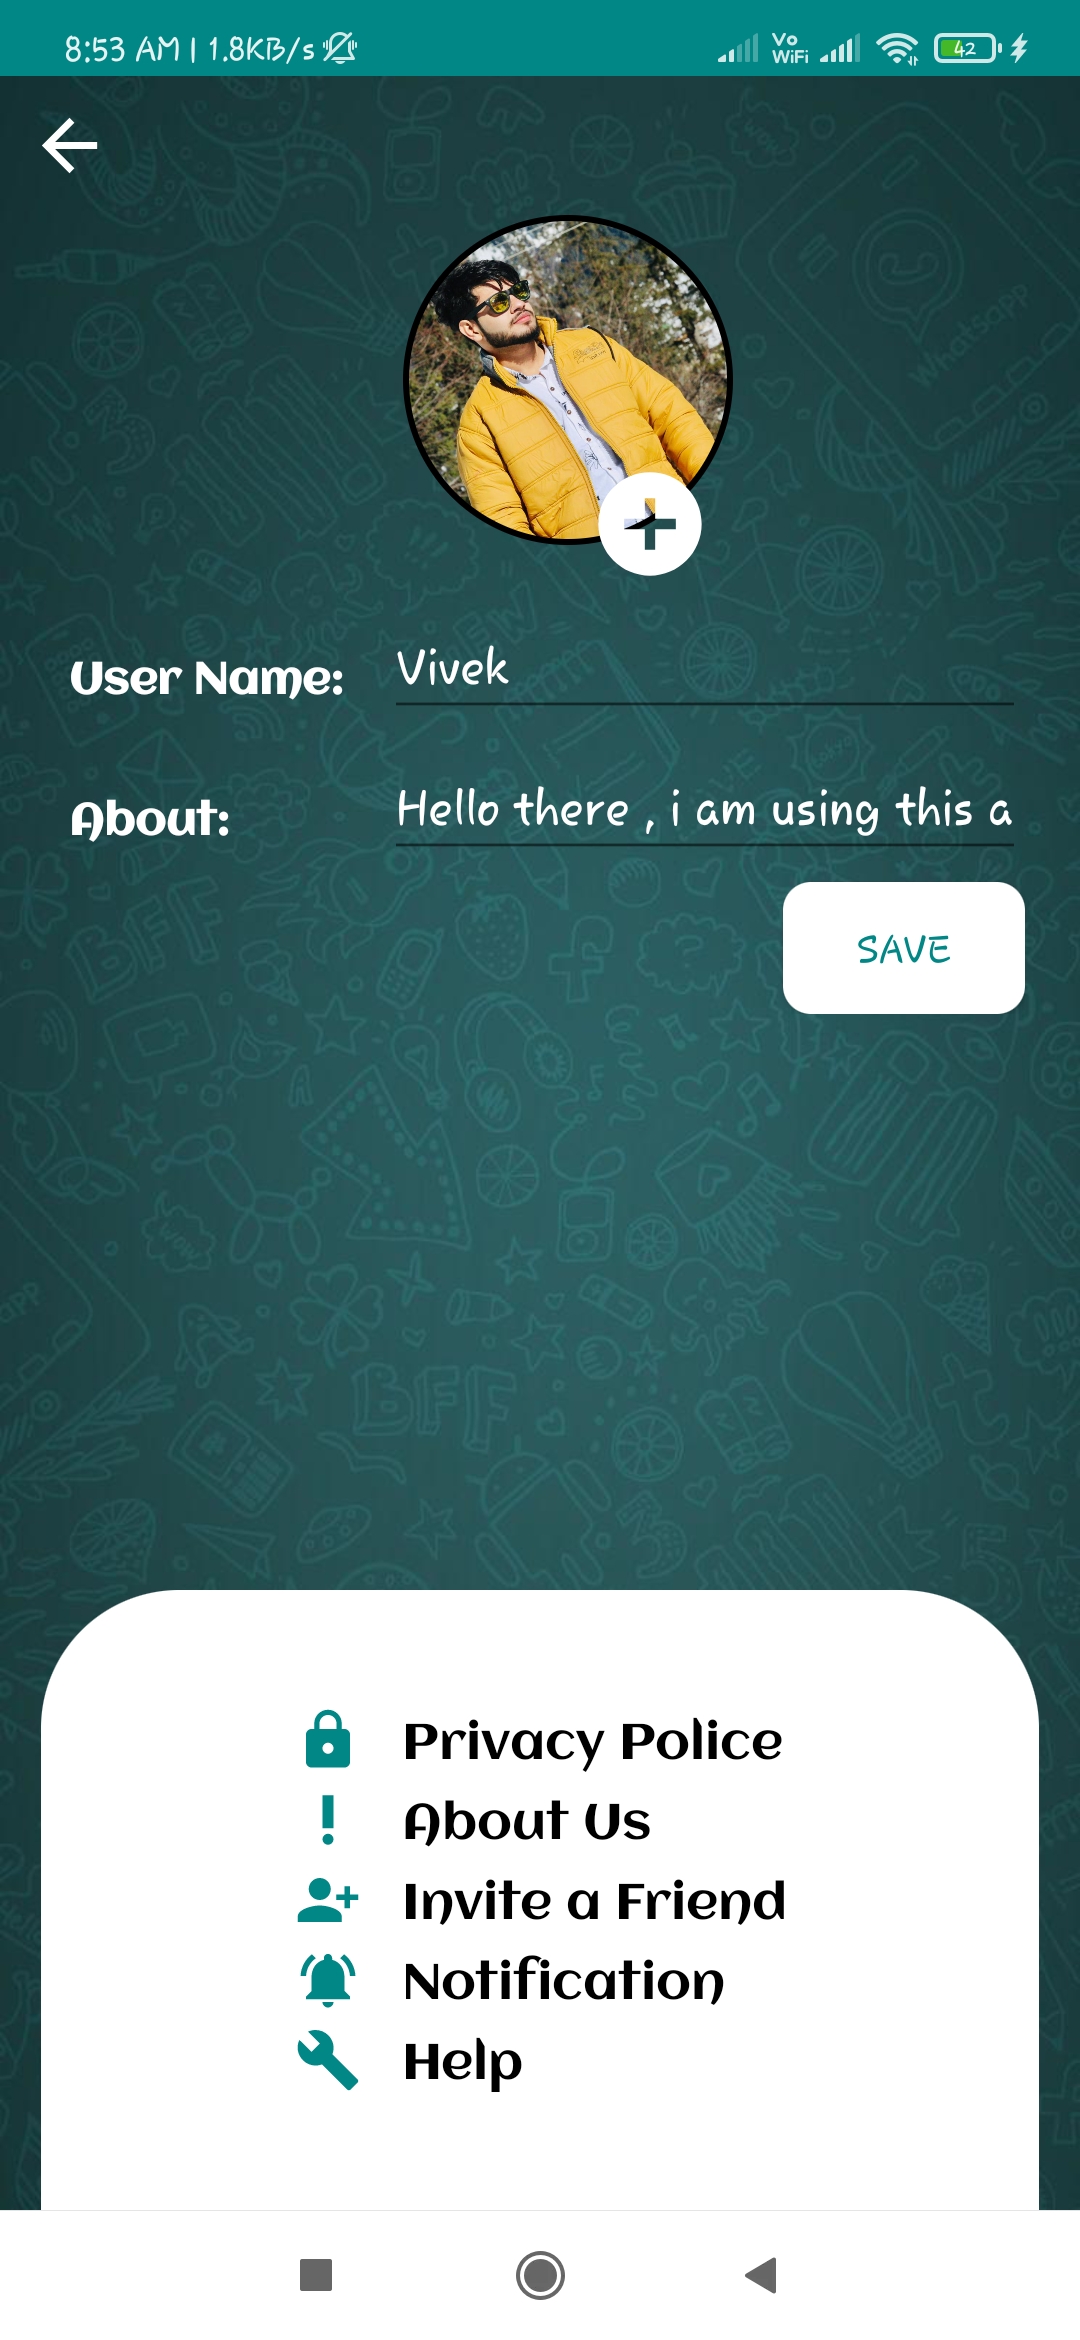 8:53 AM | 1.8KB/s
Vo
WiFi
42
User Name: Vivek
About: Hello there , i am using this a
SAVE
Privacy Police
About Us
Invite a Friend
Notification
Help